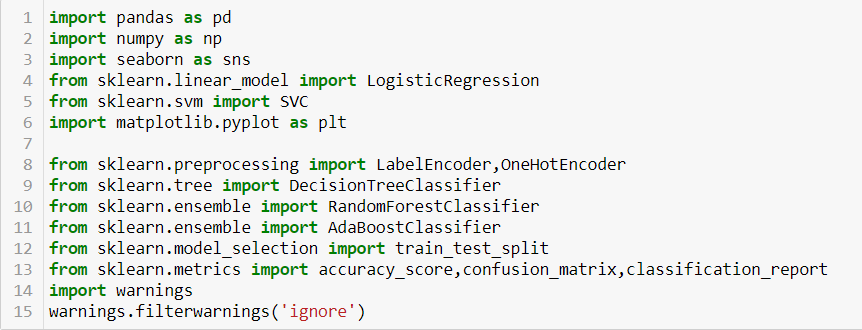 1 import pandas as pd
2 import numpy as np
3 import seaborn as sns
4 from sklearn.linear_model import LogisticRegression
5 from sklearn.svm import SVC
6 import matplotlib.pyplot as plt
7
8 from sklearn.preprocessing import LabelEncoder,OneHotEncoder
9 from sklearn.tree import DecisionTreeClassifier
10 from sklearn.ensemble import RandomForestClassifier
11 from sklearn.ensemble import AdaBoostClassifier
12 from sklearn.model_selection import train_test_split
13 from sklearn.metrics import accuracy_score,confusion_matrix,classification_report
14 import warnings
15 warnings.filterwarnings('ignore')